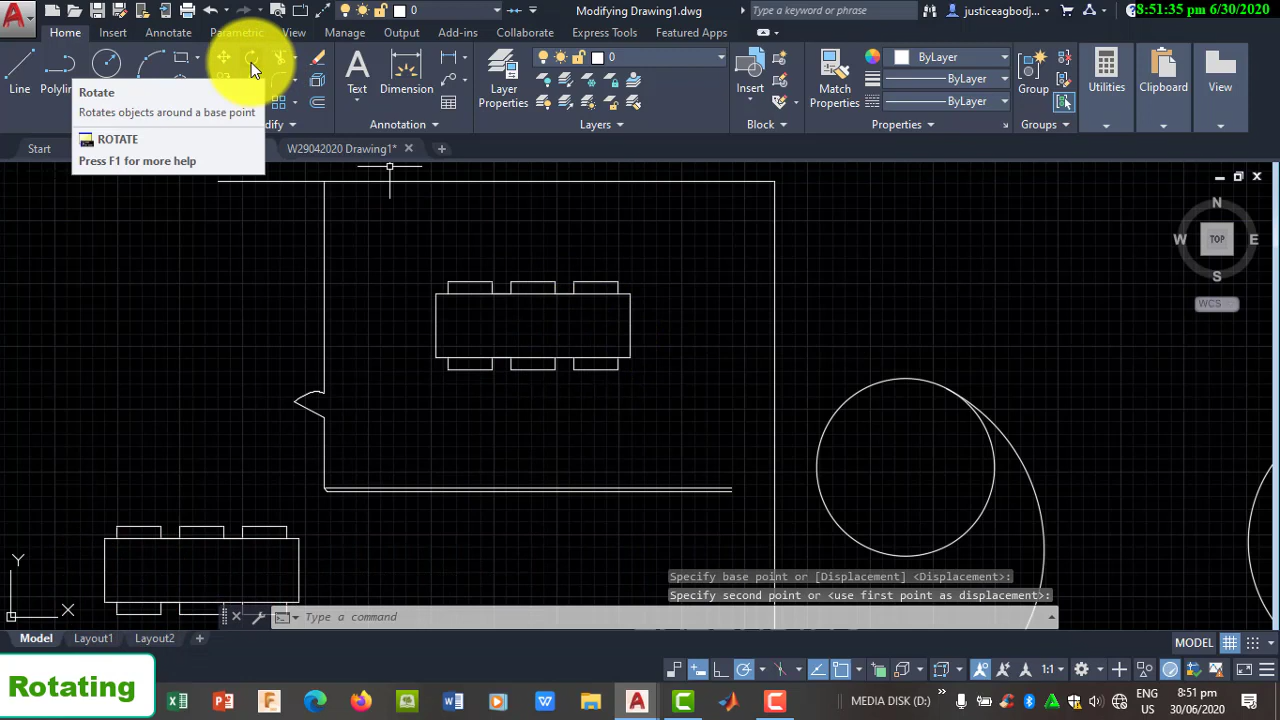 0
Modifying Drawing1.dwg
Type a keyword or phrase
justiceagbodj...
8:51:35 pm 6/30/2020
Home
Insert
Annotate
Parametric
View
Manage
Output
Add-ins
Collaborate
Express Tools
Featured Apps
Line
Text
Dimension
Layer
Properties
0
Insert
Match
Properties
ByLayer
ByLayer
ByLayer
Group
Utilities
Clipboard
View
Annotation
Layers
Block
Properties
Groups
Rotate
Rotates objects around a base point
ROTATE
Press F1 for more help
Start
W29042020 Drawing1*
N
W
TOP
E
S
WCS
Y
X
Specify base point or [Displacement] <Displacement>:
Specify second point or <use first point as displacement>:
Type a command
Model
Layout1
Layout2
MODEL
1:1
Rotating
MEDIA DISK (D:)
ENG
US
8:51 pm
30/06/2020